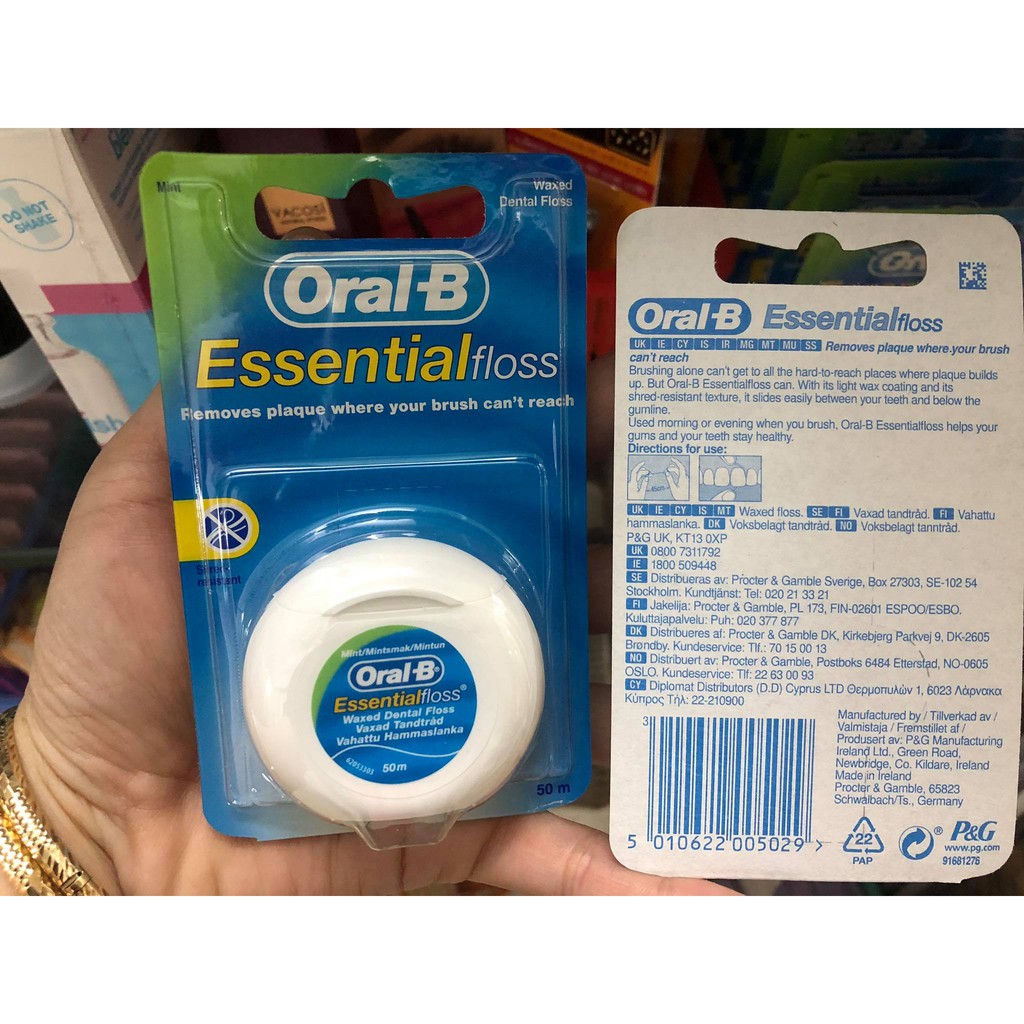 DO NOT
SHAKE
VACOSI
Mint
Waxed
Dental Floss
Oral-B
Essentialfloss
Removes plaque where your brush can't reach
resistant
Mint/Mintsmak/Mintun
Oral-B®
Essentialfloss®
Waxed Dental Floss
Vaxad Tandtråd
Vahattu Hammaslanka
50m
62053303
50 m
Oral-B Essentialfloss
UK IE CY IS IR MG MT MU SS Removes plaque where your brush
can't reach
Brushing alone can't get to all the hard-to-reach places where plaque builds
up. But Oral-B Essentialfloss can. With its light wax coating and its
shred-resistant texture, it slides easily between your teeth and below the
gumline.
Used morning or evening when you brush, Oral-B Essentialfloss helps your
gums and your teeth stay healthy.
Directions for use:
UK IE CY IS MT Waxed floss. SE FI Vaxad tandtråd. FI Vahattu
hammaslanka. DK Voksbelagt tandtråd. NO Voksbelagt tanntråd.
P&G UK, KT13 0XP
UK 0800 7311792
IE 1800 509448
SE Distribueras av: Procter & Gamble Sverige, Box 27303, SE-102 54
Stockholm. Kundtjänst: Tel: 020 21 33 21
FI Jakelija: Procter & Gamble, PL 173, FIN-02601 ESPOO/ESBO.
Kuluttajapalvelu: Puh: 020 377 877
DK Distribueres af: Procter & Gamble DK, Kirkebjerg Parkvej 9, DK-2605
Brøndby. Kundeservice: Tlf.: 70 15 00 13
NO Distribuert av: Procter & Gamble, Postboks 6484 Etterstad, NO-0605
OSLO. Kundeservice: Tlf: 22 63 00 93
CY Diplomat Distributors (D.D) Cyprus LTD Θερμοπυλών 1, 6023 Λάρνακα
Κύπρος Τήλ: 22-210900
Manufactured by / Tillverkad av /
Valmistaja / Fremstillet af /
Produsert av: P&G Manufacturing
Ireland Ltd., Green Road,
Newbridge, Co. Kildare, Ireland
Made in Ireland
Procter & Gamble, 65823
Schwalbach/Ts., Germany
3
5 010622 005029 >
22
PAP
®
P&G
www.pg.com
91681276